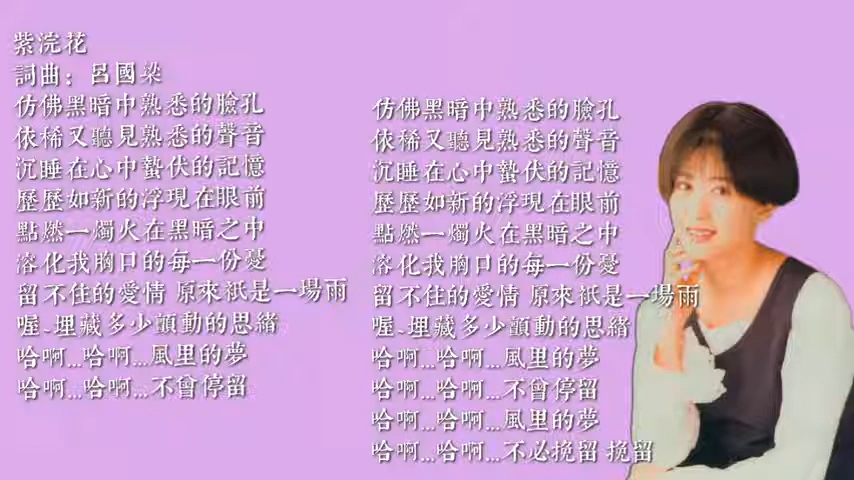 紫浣花
詞曲：呂國梁
仿佛黑暗中熟悉的臉孔
依稀又聽見熟悉的聲音
沉睡在心中蟄伏的記憶
歷歷如新的浮現在眼前
點燃一燭火在黑暗之中
溶化我胸口的每一份憂
留不住的愛情 原來祇是一場雨
喔~埋藏多少顫動的思緒
哈啊...哈啊...風里的夢
哈啊...哈啊...不會停留
仿佛黑暗中熟悉的臉孔
依稀又聽見熟悉的聲音
沉睡在心中蟄伏的記憶
歷歷如新的浮現在眼前
點燃一燭火在黑暗之中
溶化我胸口的每一份憂
留不住的愛情 原來祇是一場雨
喔~埋藏多少顫動的思緒
哈啊...哈啊...風里的夢
哈啊...哈啊...不會停留
哈啊...哈啊...風里的夢
哈啊...哈啊...不必挽留 挽留